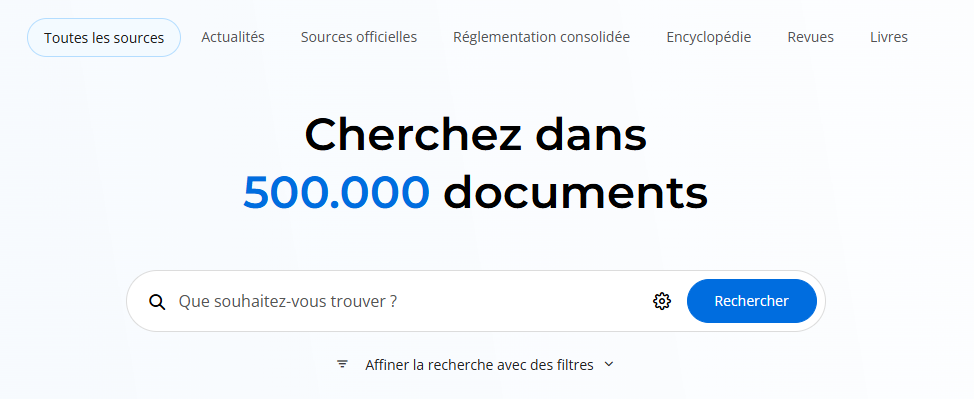 Toutes les sources Actualités Sources officielles Réglementation consolidée Encyclopédie Revues Livres
Cherchez dans
500.000 documents
Que souhaitez-vous trouver ? Rechercher
Affiner la recherche avec des filtres